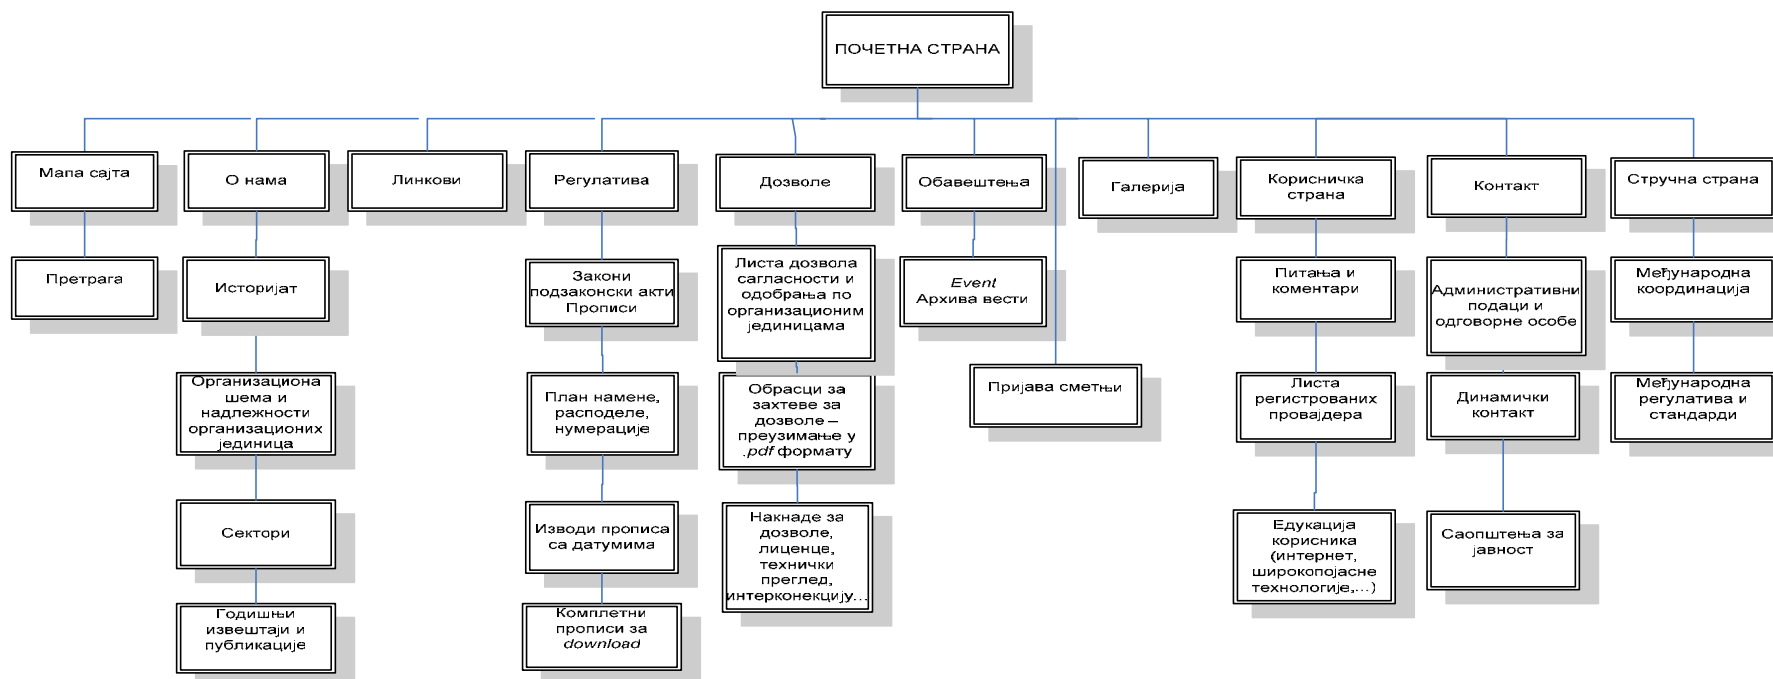 ПОЧЕТНА СТРАНА
Мапа сајта
О нама
Линкови
Регулатива
Дозволе
Обавештења
Галерија
Корисничка
страна
Контакт
Стручна страна
Претрага
Историјат
Закони
подзаконски акти
Прописи
Листа дозвола
сагласности и
одобрања по
организационим
јединицама
Event
Архива вести
Питања и
коментари
Административни
подаци и
одговорне особе
Међународна
координација
Организациона
шема и
надлежности
организационих
јединица
План намене,
расподеле,
нумерације
Обрасци за
захтеве за
дозволе –
преузимање у
.pdf формату
Пријава сметњи
Листа
регистрованих
провајдера
Динамички
контакт
Међународна
регулатива и
стандарди
Сектори
Изводи прописа
са датумима
Накнаде за
дозволе,
лиценце,
технички
преглед,
интерконекцију...
Едукација
корисника
(интернет,
широкопојасне
технологије,...)
Саопштења за
јавност
Годишњи
извештаји и
публикације
Комплетни
прописи за
download